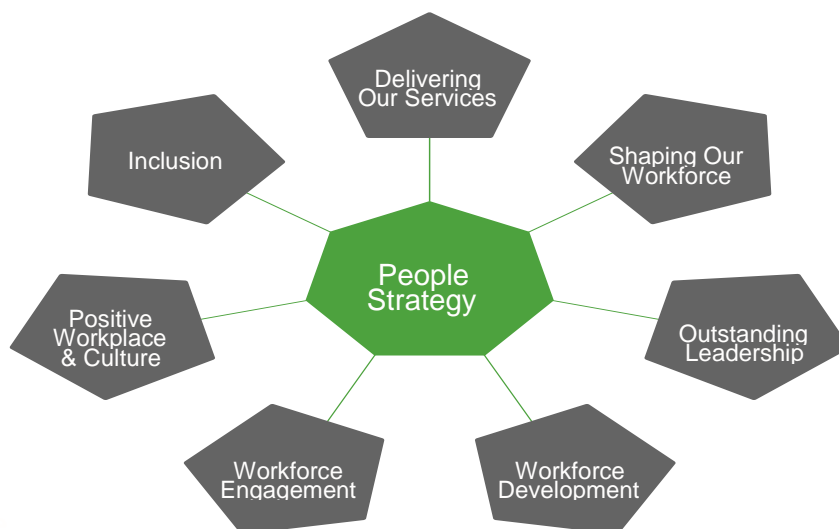 Delivering
Our Services
Inclusion
Shaping Our
Workforce
People
Strategy
Positive
Workplace
& Culture
Outstanding
Leadership
Workforce
Engagement
Workforce
Development